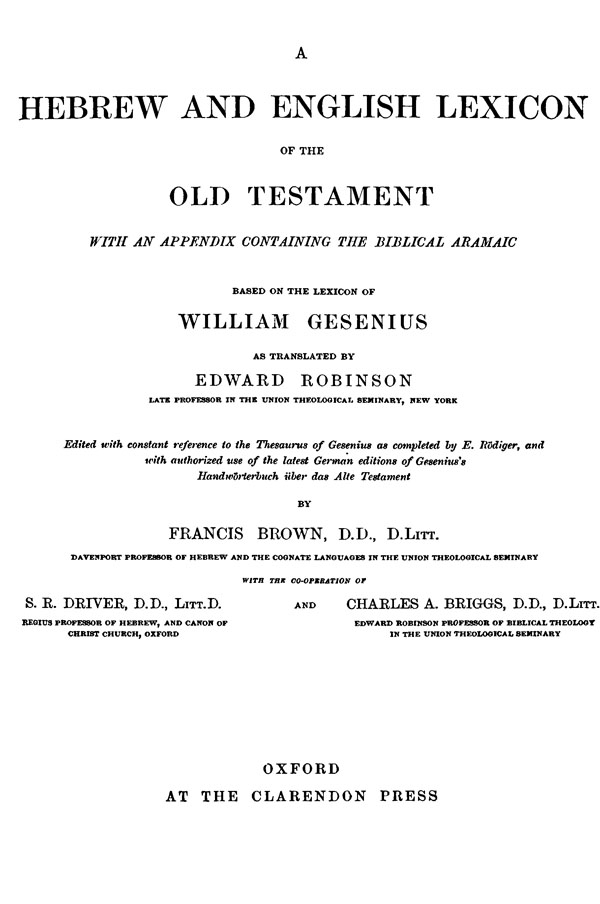 A
HEBREW AND ENGLISH LEXICON
OF THE
OLD TESTAMENT
WITH AN APPENDIX CONTAINING THE BIBLICAL ARAMAIC
BASED ON THE LEXICON OF
WILLIAM GESENIUS
AS TRANSLATED BY
EDWARD ROBINSON
LATE PROFESSOR IN THE UNION THEOLOGICAL SEMINARY, NEW YORK
Edited with constant reference to the Thesaurus of Gesenius as completed by E. Rödiger, and
with authorized use of the latest German editions of Gesenius's
Handwörterbuch über das Alte Testament
BY
FRANCIS BROWN, D.D., D.LITT.
DAVENPORT PROFESSOR OF HEBREW AND THE COGNATE LANGUAGES IN THE UNION THEOLOGICAL SEMINARY
WITH THE CO-OPERATION OF
S. R. DRIVER, D.D., LITT.D. AND CHARLES A. BRIGGS, D.D., D.LITT.
REGIUS PROFESSOR OF HEBREW, AND CANON OF
CHRIST CHURCH, OXFORD
EDWARD ROBINSON PROFESSOR OF BIBLICAL THEOLOGY
IN THE UNION THEOLOGICAL SEMINARY
OXFORD
AT THE CLARENDON PRESS